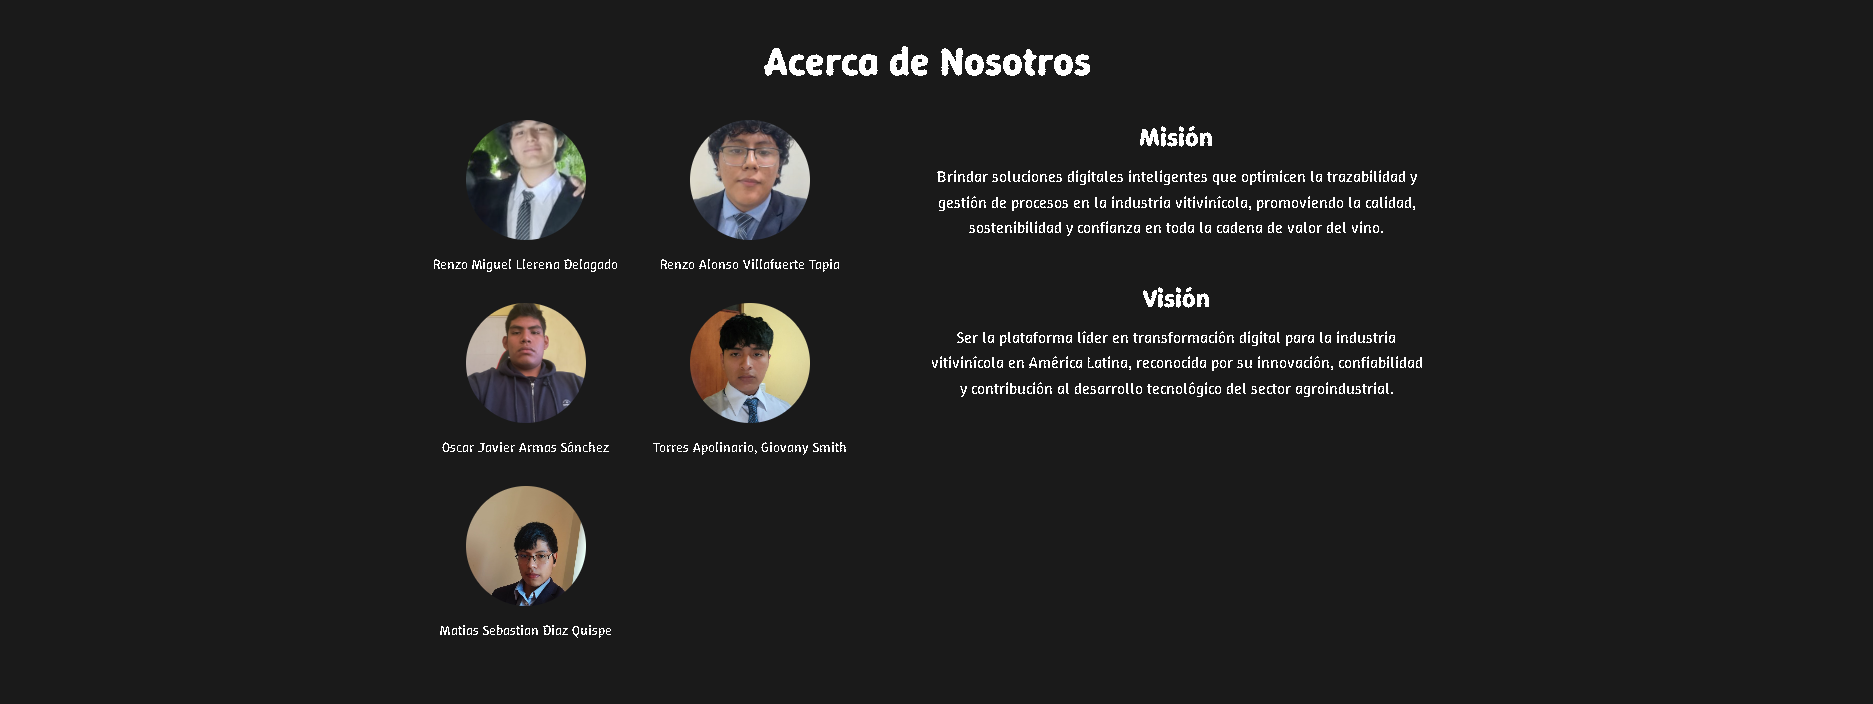 Acerca de Nosotros
Renzo Miguel Llerena Delagado
Renzo Alonso Villafuerte Tapia
Oscar Javier Armas Sánchez
Torres Apolinario, Giovany Smith
Matias Sebastian Diaz Quispe
Misión
Brindar soluciones digitales inteligentes que optimicen la trazabilidad y
gestión de procesos en la industria vitivinícola, promoviendo la calidad,
sostenibilidad y confianza en toda la cadena de valor del vino.
Visión
Ser la plataforma líder en transformación digital para la industria
vitivinícola en América Latina, reconocida por su innovación, confiabilidad
y contribución al desarrollo tecnológico del sector agroindustrial.